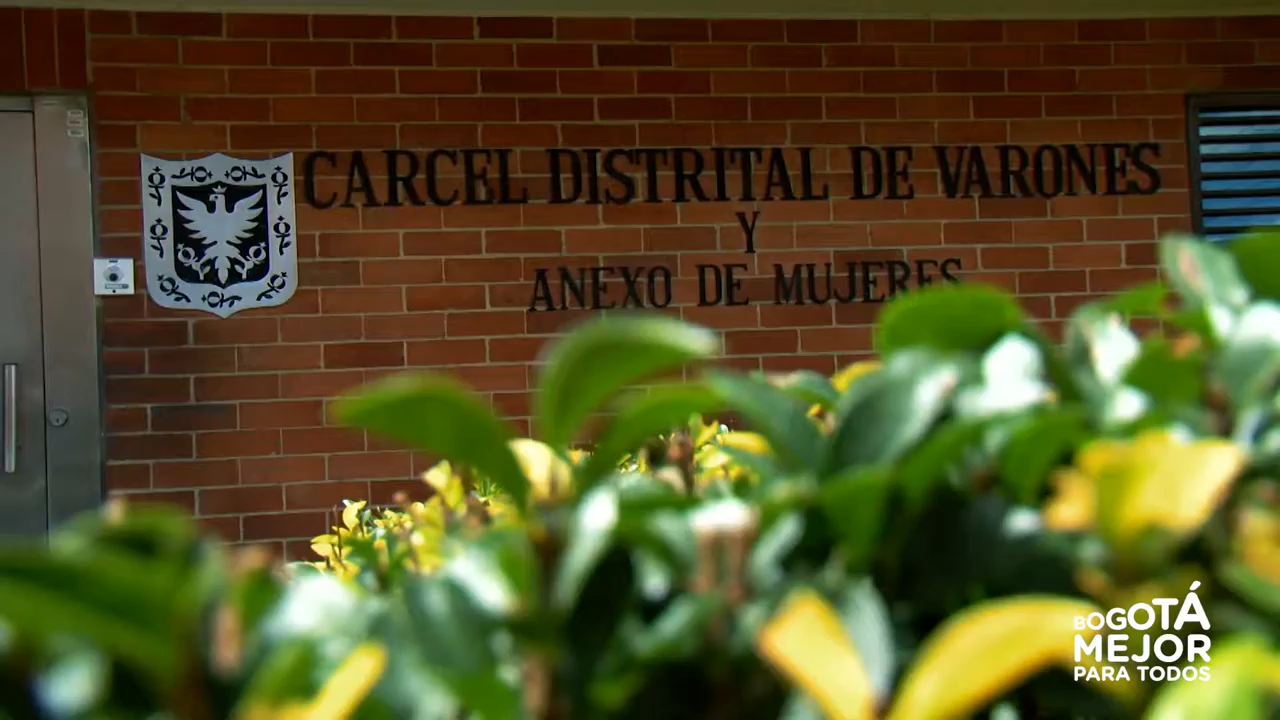 CARCEL DISTRITAL DE VARONES
Y
ANEXO DE MUJERES
BOGOTÁ
MEJOR
PARA TODOS